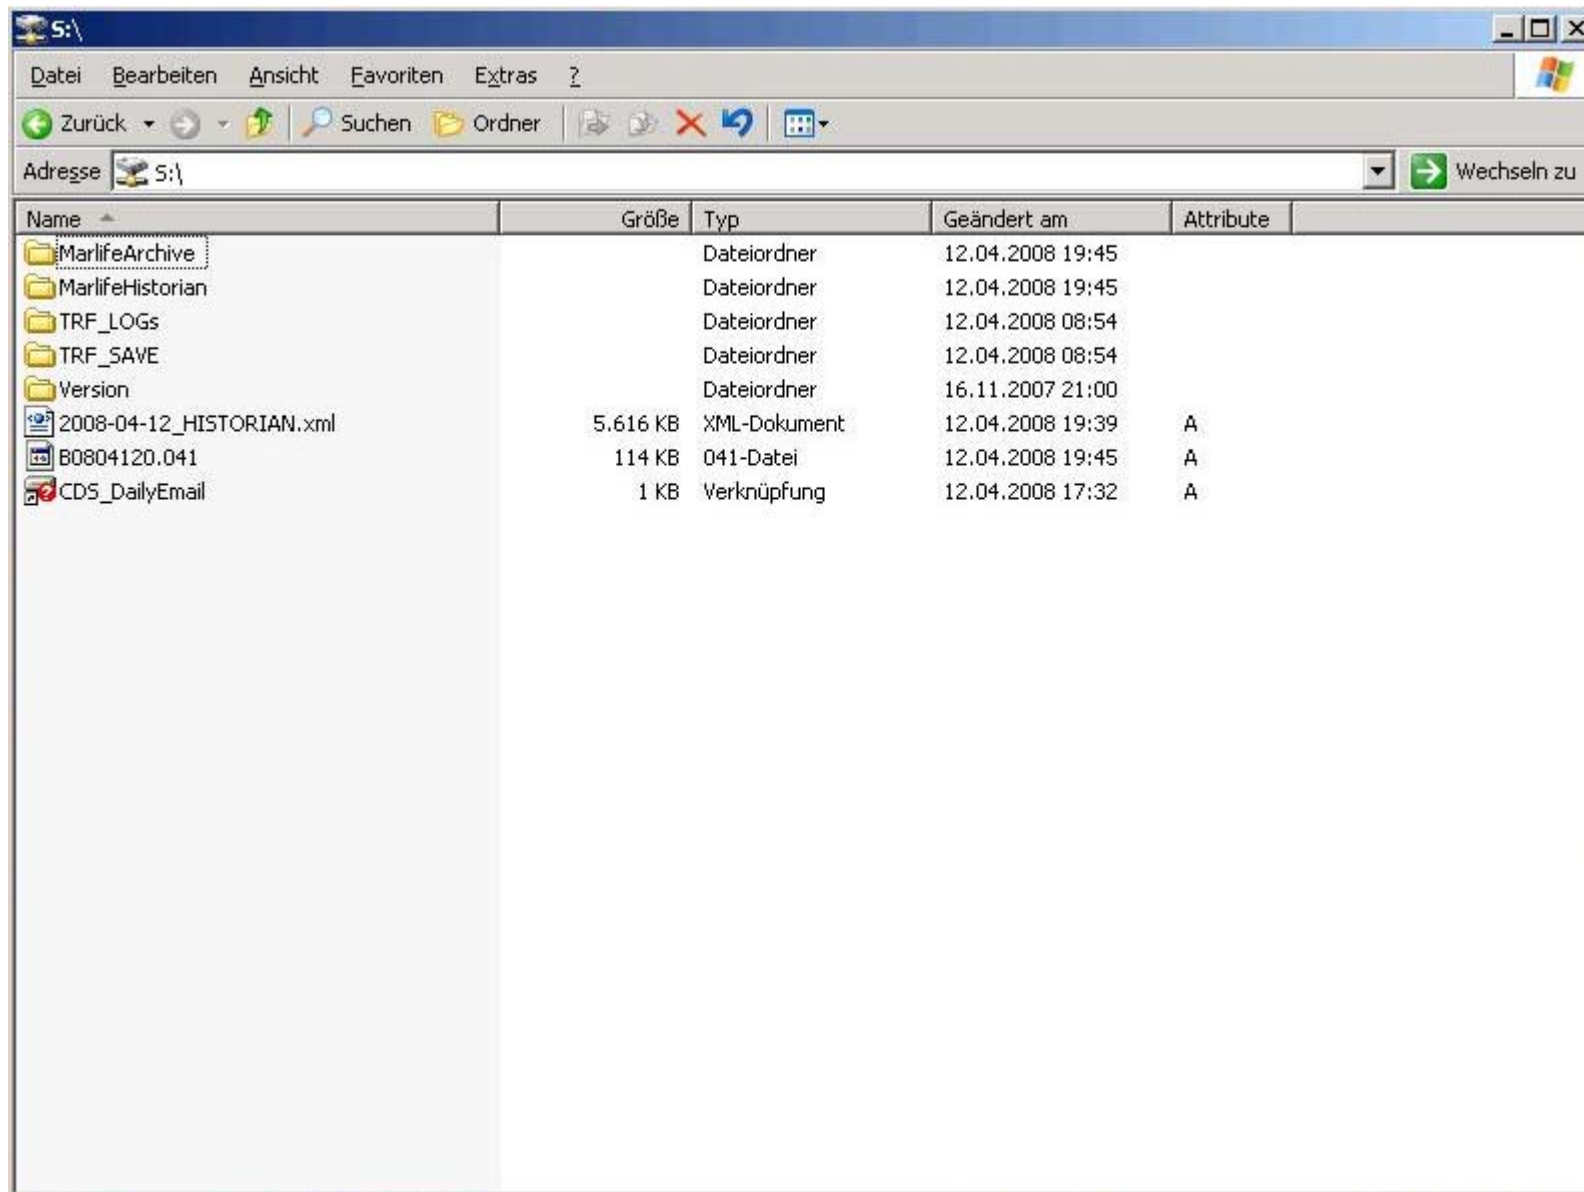 S:\
Datei Bearbeiten Ansicht Favoriten Extras ?
Zurück Suchen Ordner
Adresse S:\ Wechseln zu
Name Größe Typ Geändert am Attribute
MarlifeArchive Dateiordner 12.04.2008 19:45
MarlifeHistorian Dateiordner 12.04.2008 19:45
TRF_LOGs Dateiordner 12.04.2008 08:54
TRF_SAVE Dateiordner 12.04.2008 08:54
Version Dateiordner 16.11.2007 21:00
2008-04-12_HISTORIAN.xml 5.616 KB XML-Dokument 12.04.2008 19:39 A
B0804120.041 114 KB 041-Datei 12.04.2008 19:45 A
CDS_DailyEmail 1 KB Verknüpfung 12.04.2008 17:32 A